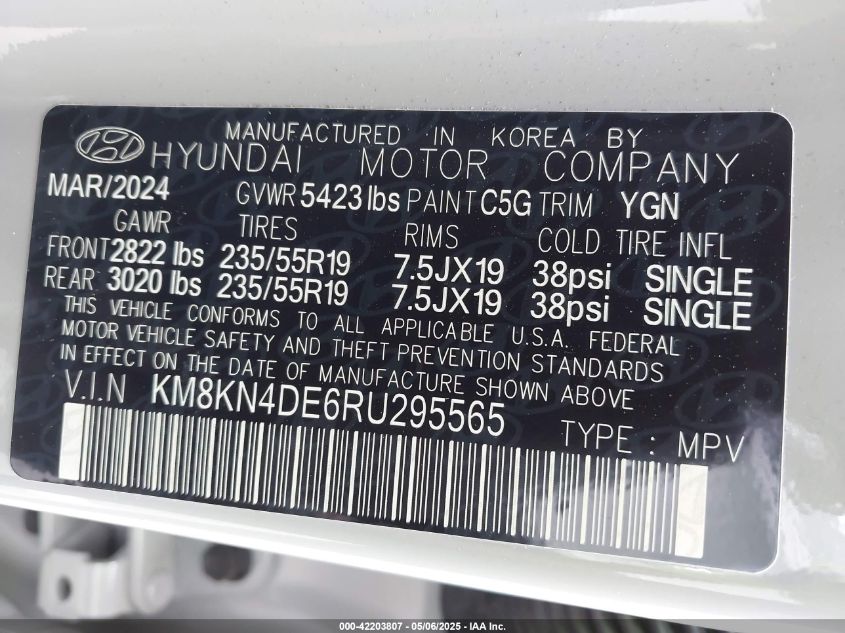 MANUFACTURED IN KOREA BY
HYUNDAI MOTOR COMPANY
MAR/2024 GVWR 5423 lbs PAINT C5G TRIM YGN
GAWR TIRES RIMS COLD TIRE INFL
FRONT 2822 lbs 235/55R19 7.5JX19 38psi SINGLE
REAR 3020 lbs 235/55R19 7.5JX19 38psi SINGLE
THIS VEHICLE CONFORMS TO ALL APPLICABLE U.S.A. FEDERAL
MOTOR VEHICLE SAFETY AND THEFT PREVENTION STANDARDS
IN EFFECT ON THE DATE OF MANUFACTURE SHOWN ABOVE
V.I.N KM8KN4DE6RU295565
TYPE : MPV
000-42203807 - 05/06/2025 - IAA Inc.